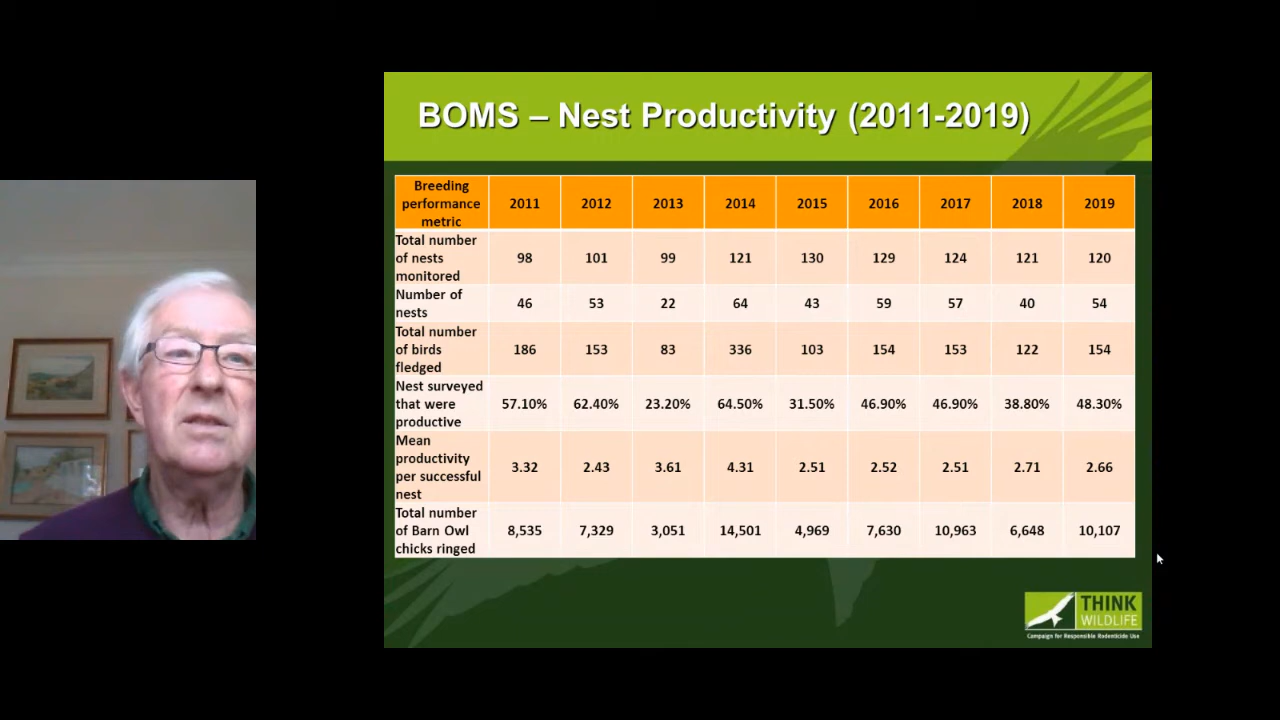 BOMS – Nest Productivity (2011-2019)
Breeding performance metric 2011 2012 2013 2014 2015 2016 2017 2018 2019
Total number of nests monitored 98 101 99 121 130 129 124 121 120
Number of nests 46 53 22 64 43 59 57 40 54
Total number of birds fledged 186 153 83 336 103 154 153 122 154
Nest surveyed that were productive 57.10% 62.40% 23.20% 64.50% 31.50% 46.90% 46.90% 38.80% 48.30%
Mean productivity per successful nest 3.32 2.43 3.61 4.31 2.51 2.52 2.51 2.71 2.66
Total number of Barn Owl chicks ringed 8,535 7,329 3,051 14,501 4,969 7,630 10,963 6,648 10,107
THINK
WILDLIFE
Campaign for Responsible Rodenticide Use